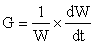 G = 1/W × dW/dt